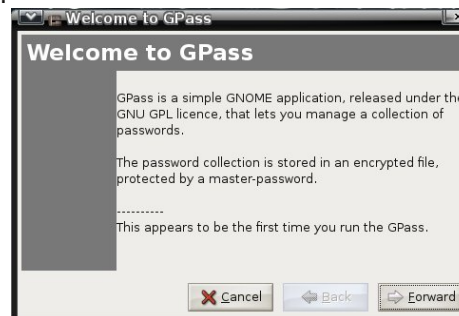 Welcome to GPass
Welcome to GPass
GPass is a simple GNOME application, released under the
GNU GPL licence, that lets you manage a collection of
passwords.
The password collection is stored in an encrypted file,
protected by a master-password.
----------
This appears to be the first time you run the GPass.
Cancel
Back
Forward